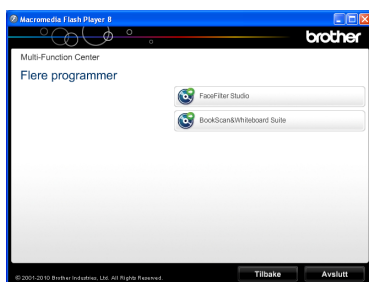 Macromedia Flash Player 8
brother
Multi-Function Center
Flere programmer
FaceFilter Studio
BookScan&Whiteboard Suite
© 2001-2010 Brother Industries, Ltd. All Rights Reserved.
Tilbake
Avslutt